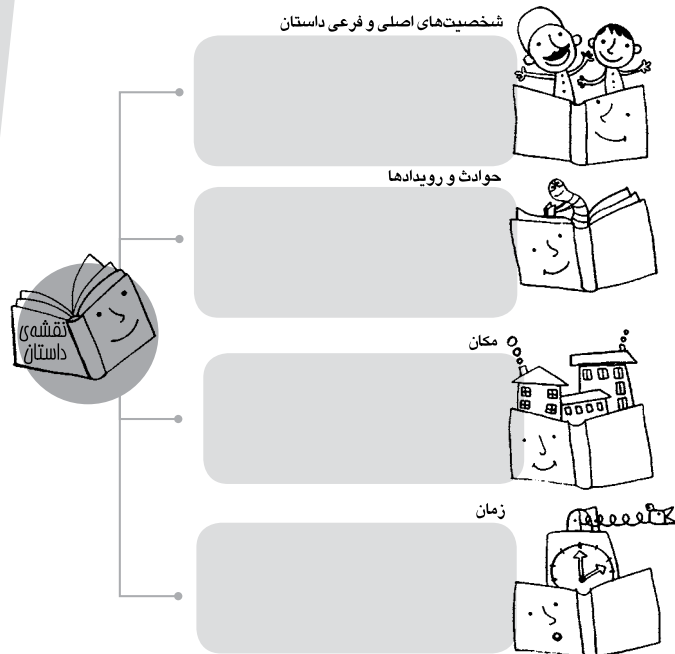 شخصیت‌های اصلی و فرعی داستان
حوادث و رویدادها
نقشه‌ی
داستان
مکان
زمان